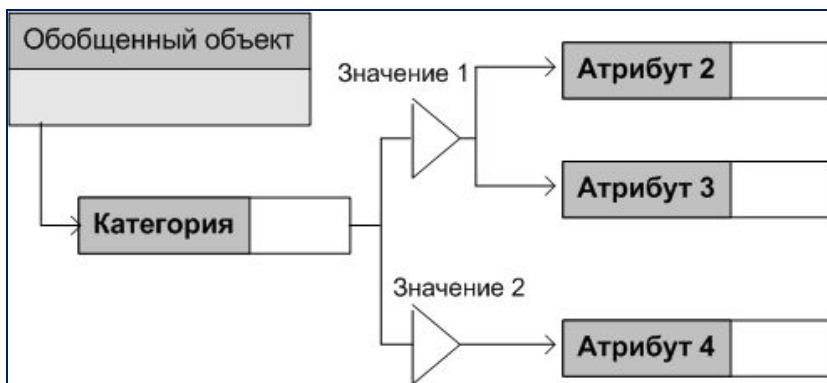 Обобщенный объект
Значение 1
Атрибут 2
Атрибут 3
Категория
Значение 2
Атрибут 4